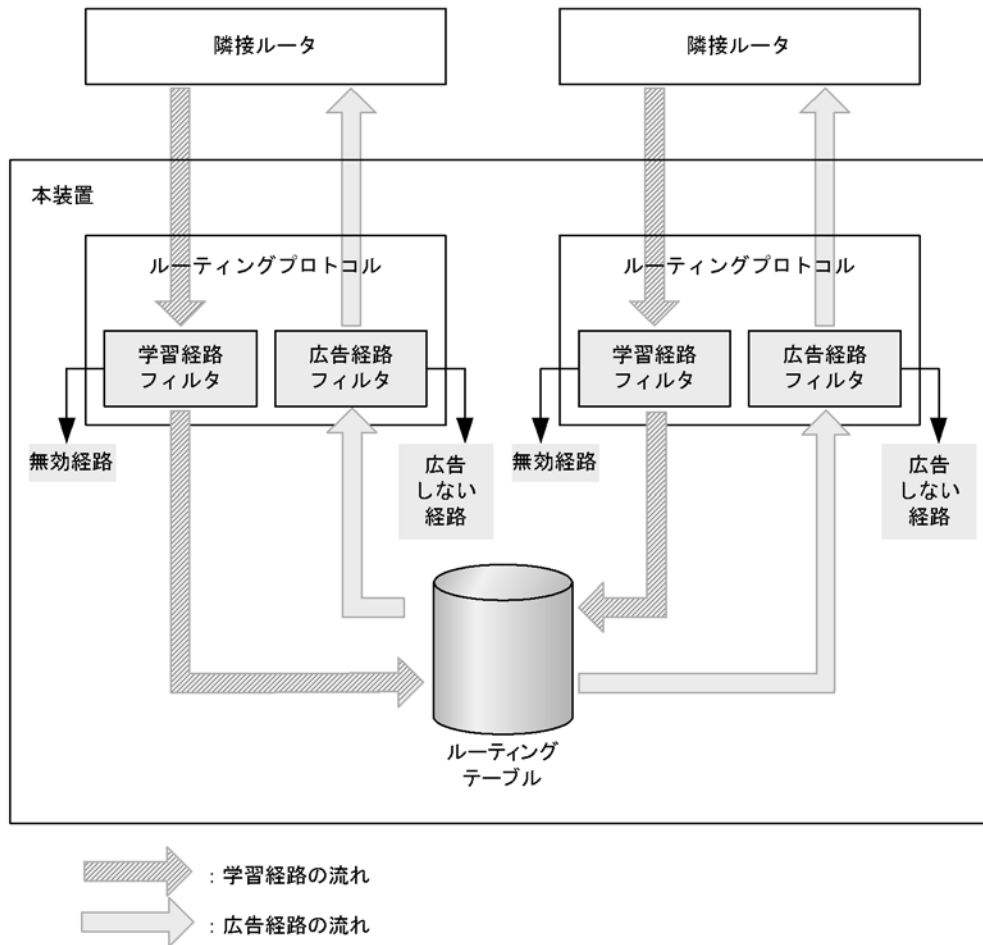 隣接ルータ
隣接ルータ
本装置
ルーティングプロトコル
ルーティングプロトコル
学習経路
フィルタ
広告経路
フィルタ
学習経路
フィルタ
広告経路
フィルタ
無効経路
広告
しない
経路
無効経路
広告
しない
経路
ルーティング
テーブル
：学習経路の流れ
：広告経路の流れ